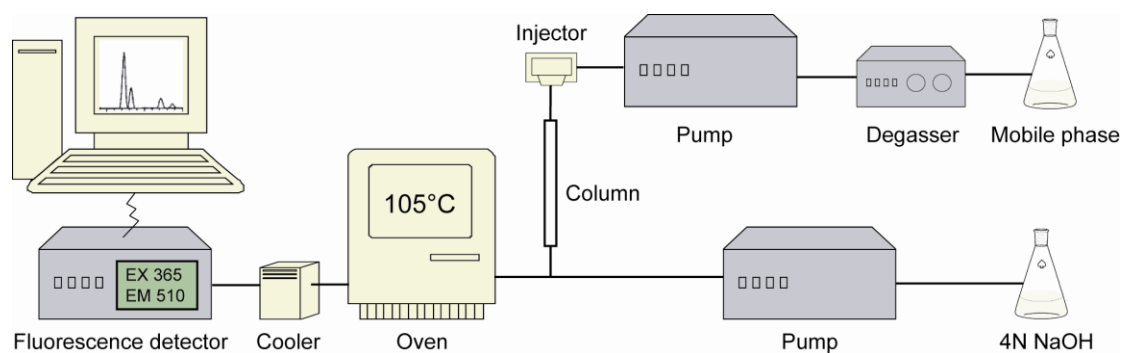 Injector
Pump
Degasser
Mobile phase
Column
105°C
EX 365
EM 510
Fluorescence detector
Cooler
Oven
Pump
4N NaOH